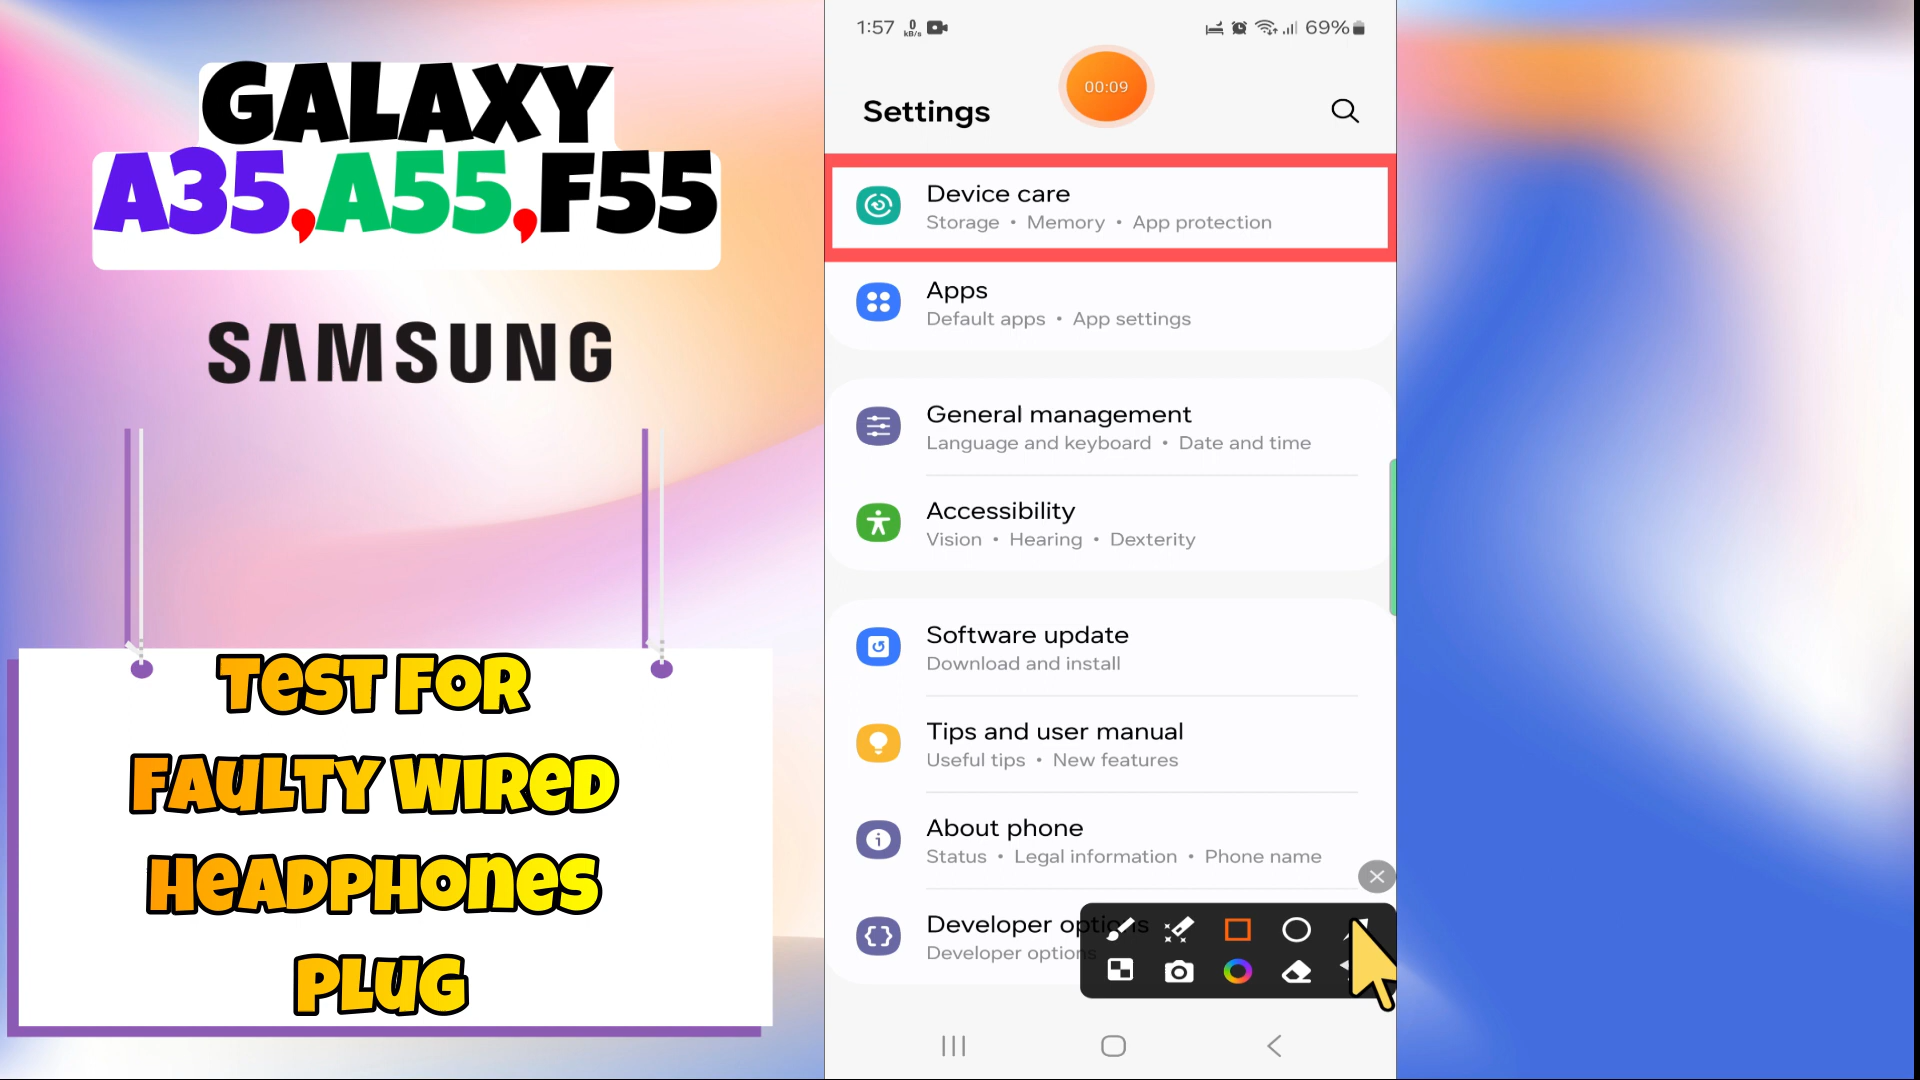 GALAXY
A35,A55,F55
SAMSUNG
TEST FOR
FAULTY WIRED
HEADPHONES
PLUG
1:57 0 kB/s 69%
00:09
Settings
Device care
Storage • Memory • App protection
Apps
Default apps • App settings
General management
Language and keyboard • Date and time
Accessibility
Vision • Hearing • Dexterity
Software update
Download and install
Tips and user manual
Useful tips • New features
About phone
Status • Legal information • Phone name
Developer options
Developer options